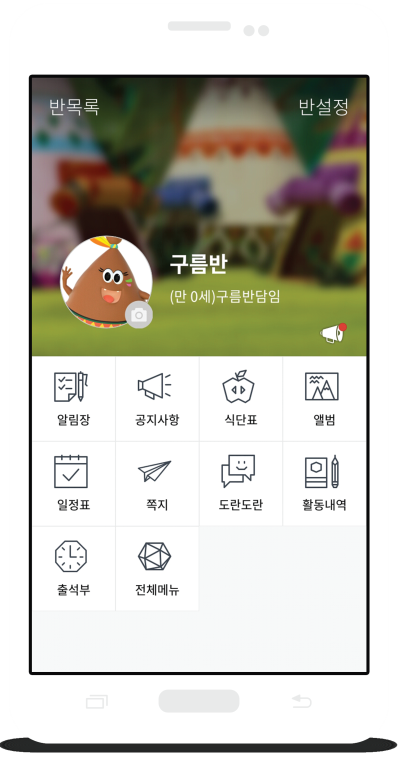 반목록
반설정
구름반
(만 0세)구름반담임
알림장
공지사항
식단표
앨범
일정표
쪽지
도란도란
활동내역
출석부
전체메뉴